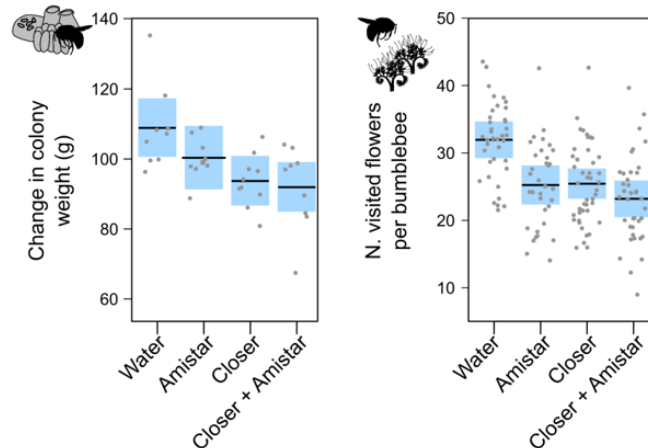 Change in colony
weight (g)
140
120
100
80
60
Water
Amistar
Closer
Closer + Amistar
N. visited flowers
per bumblebee
50
40
30
20
10
Water
Amistar
Closer
Closer + Amistar